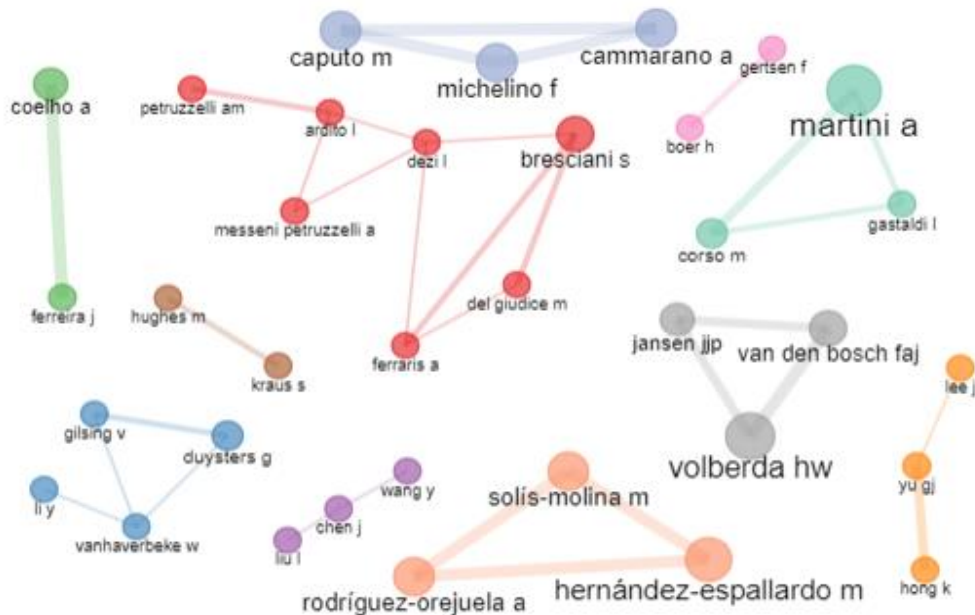 caputo m
cammarano a
michelino f
gertsen f
coelho a
petruzzelli am
ardito l
dezi l
bresciani s
boer h
martini a
messeni petruzzelli a
gastaldi l
corso m
ferreira j
hughes m
del giudice m
jansen jjp
van den bosch faj
ferraris a
kraus s
lee j
gilsing v
duysters g
volberda hw
wang y
solís-molina m
yu gj
li y
chen j
vanhaverbeke w
liu l
hong k
rodríguez-orejuela a
hernández-espallardo m